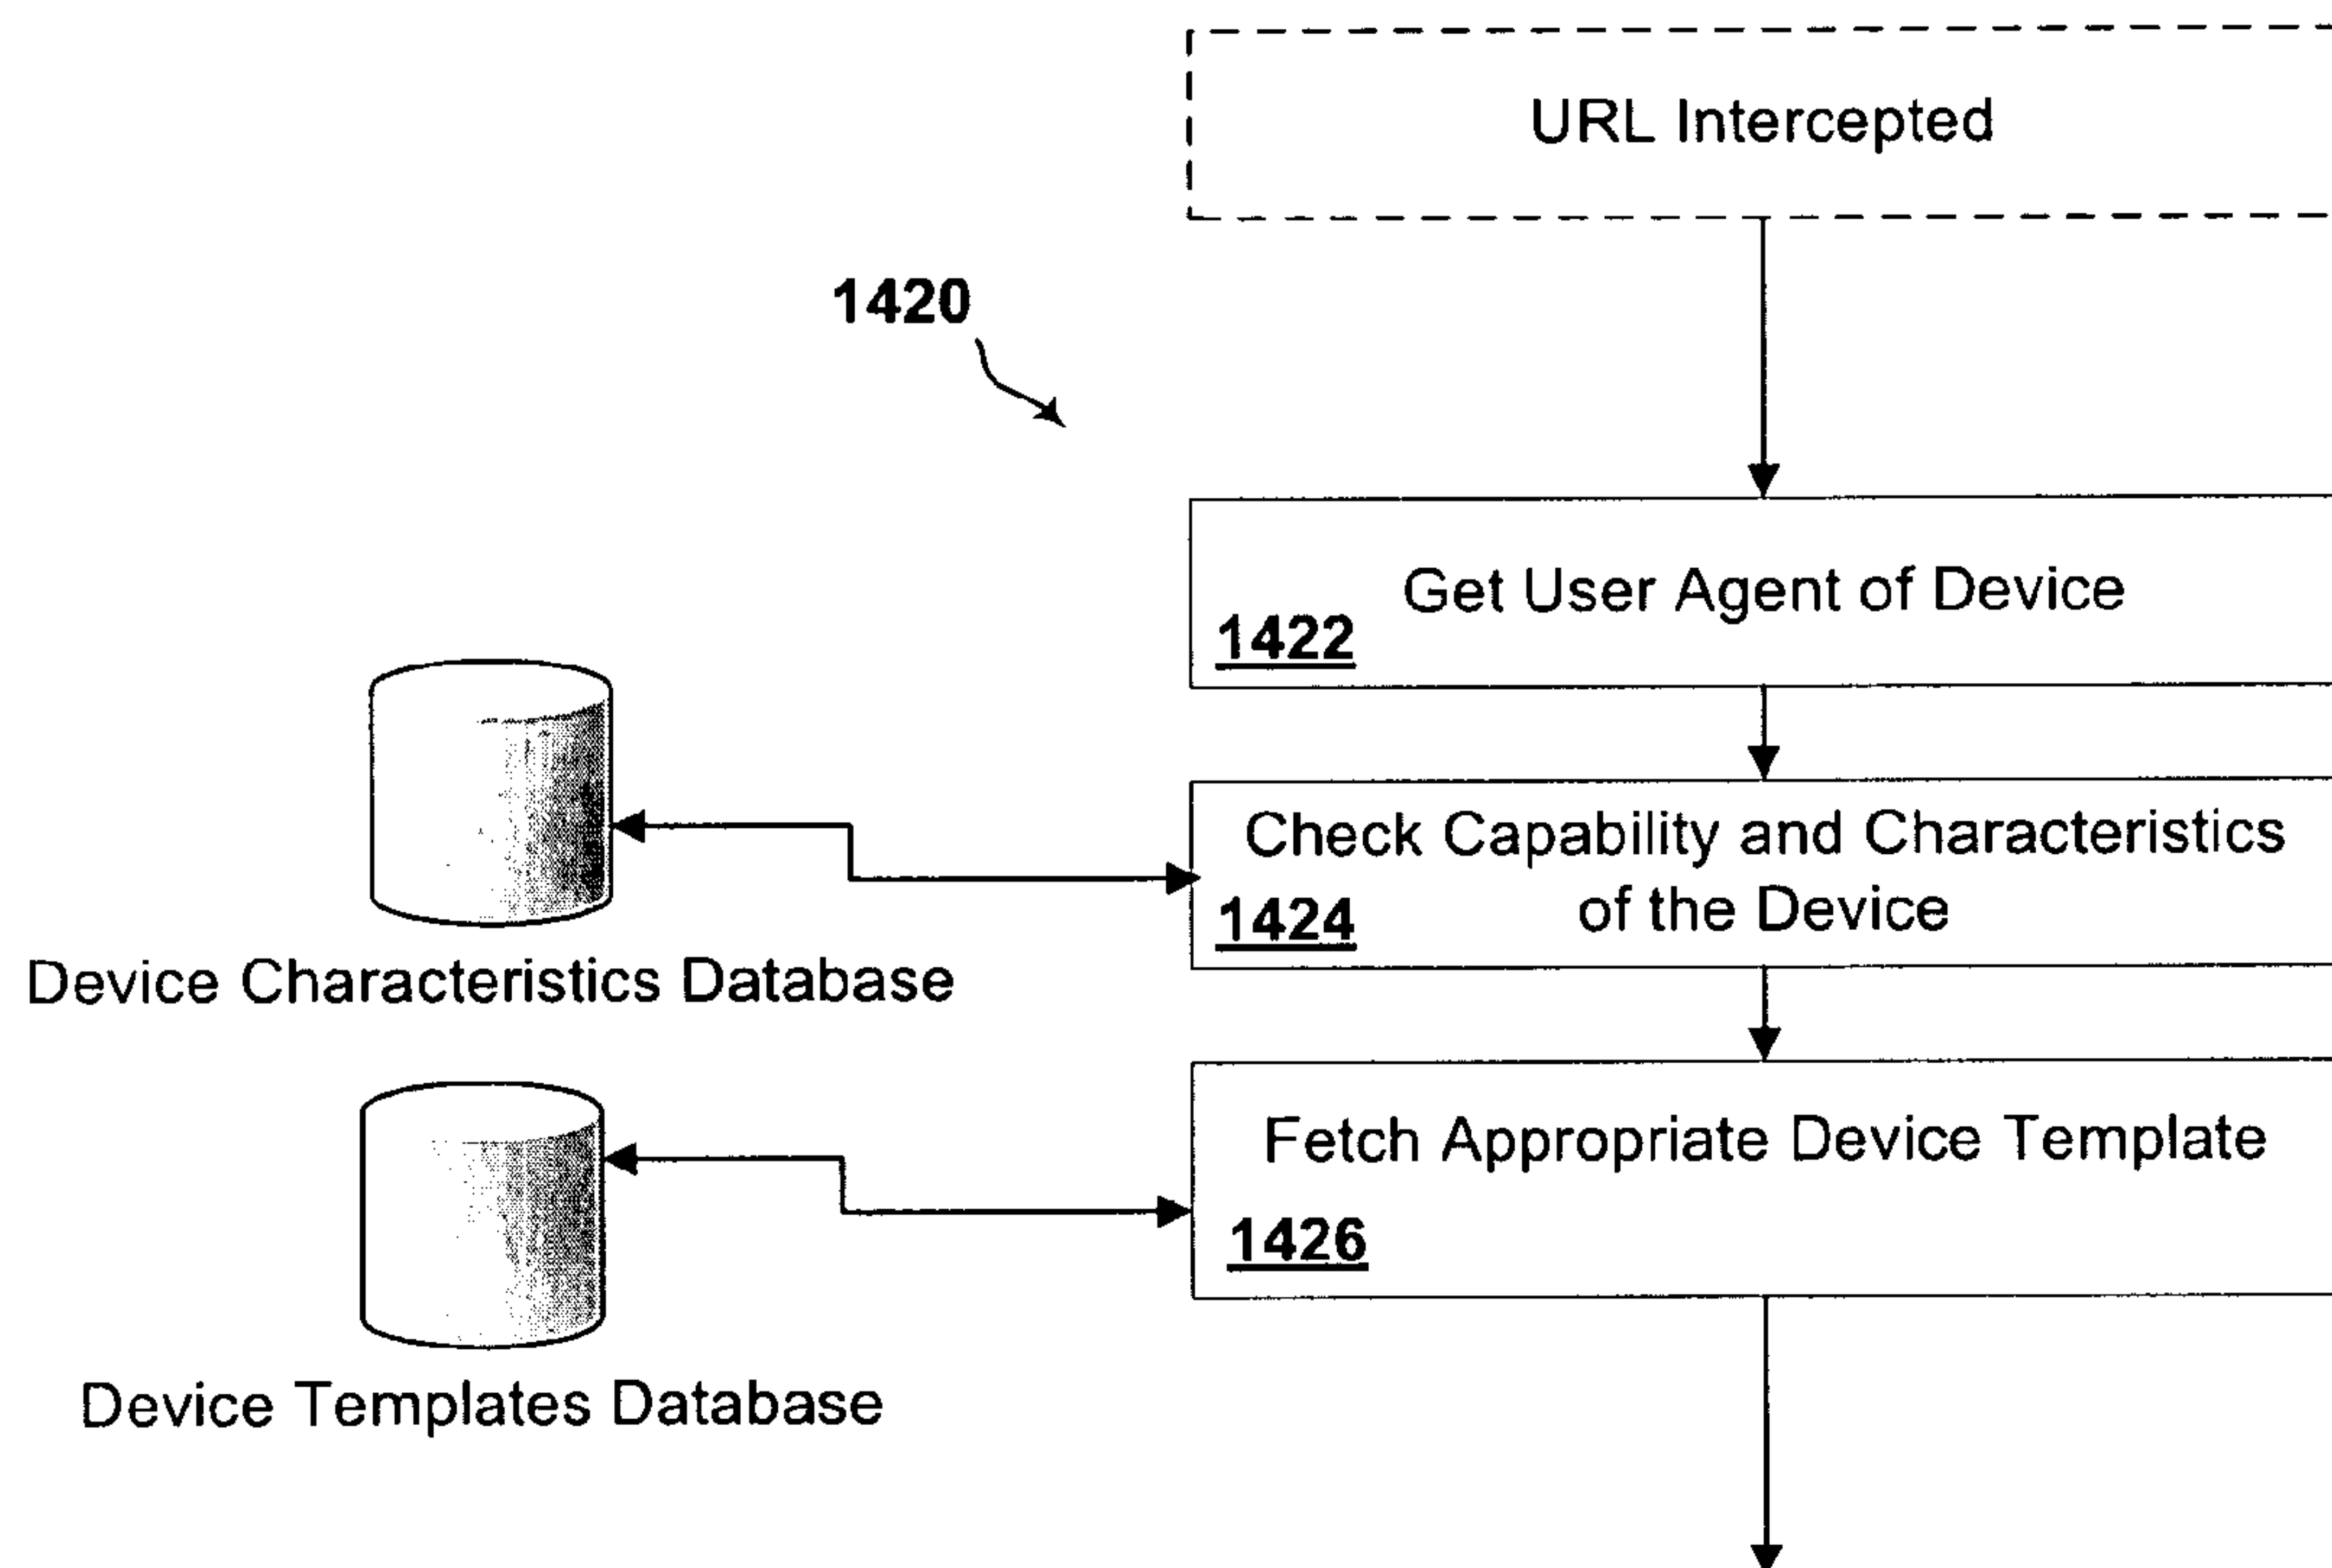 URL Intercepted
1420
Get User Agent of Device
1422
Check Capability and Characteristics
of the Device
1424
Device Characteristics Database
Fetch Appropriate Device Template
1426
Device Templates Database